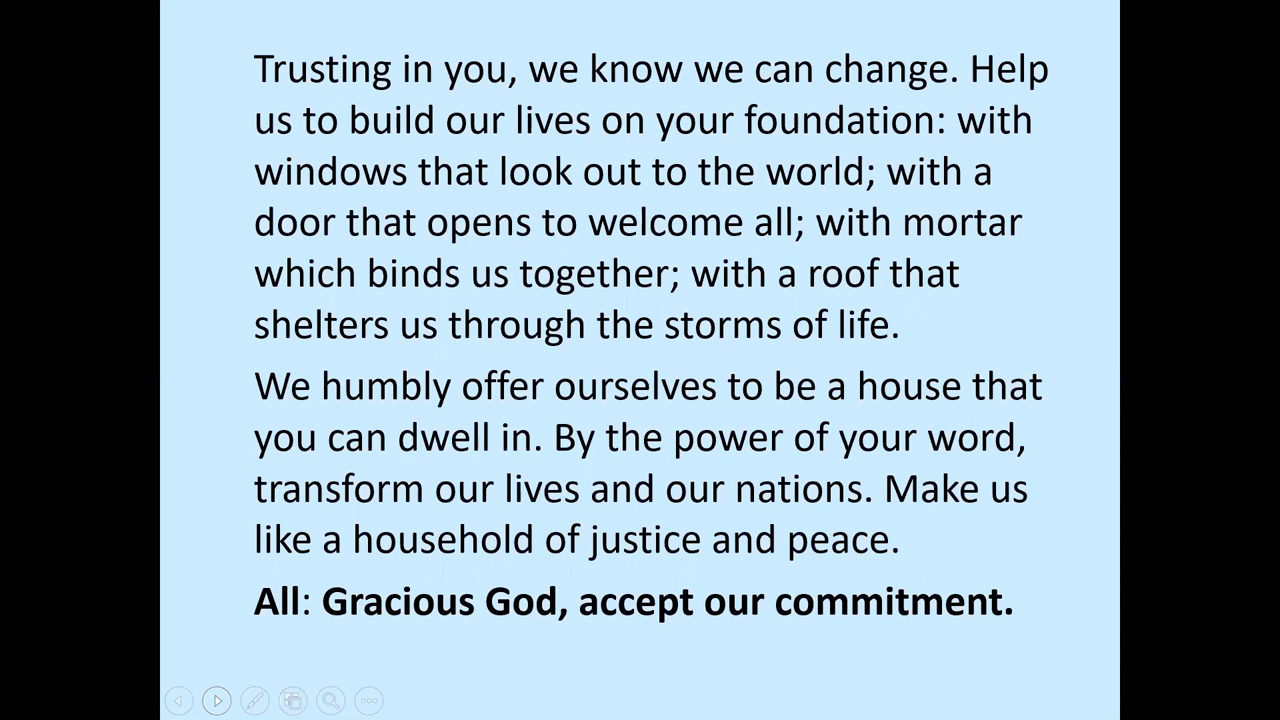 Trusting in you, we know we can change. Help
us to build our lives on your foundation: with
windows that look out to the world; with a
door that opens to welcome all; with mortar
which binds us together; with a roof that
shelters us through the storms of life.
We humbly offer ourselves to be a house that
you can dwell in. By the power of your word,
transform our lives and our nations. Make us
like a household of justice and peace.
All: Gracious God, accept our commitment.